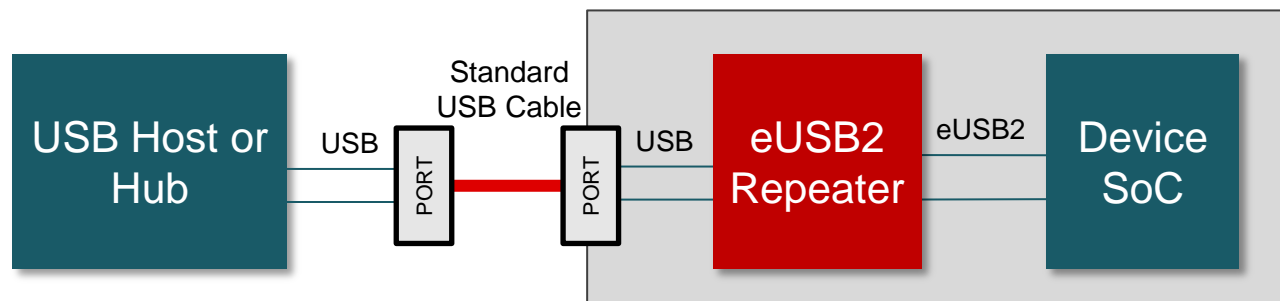 USB Host or
Hub
USB
PORT
Standard
USB Cable
PORT
USB
eUSB2
Repeater
eUSB2
Device
SoC